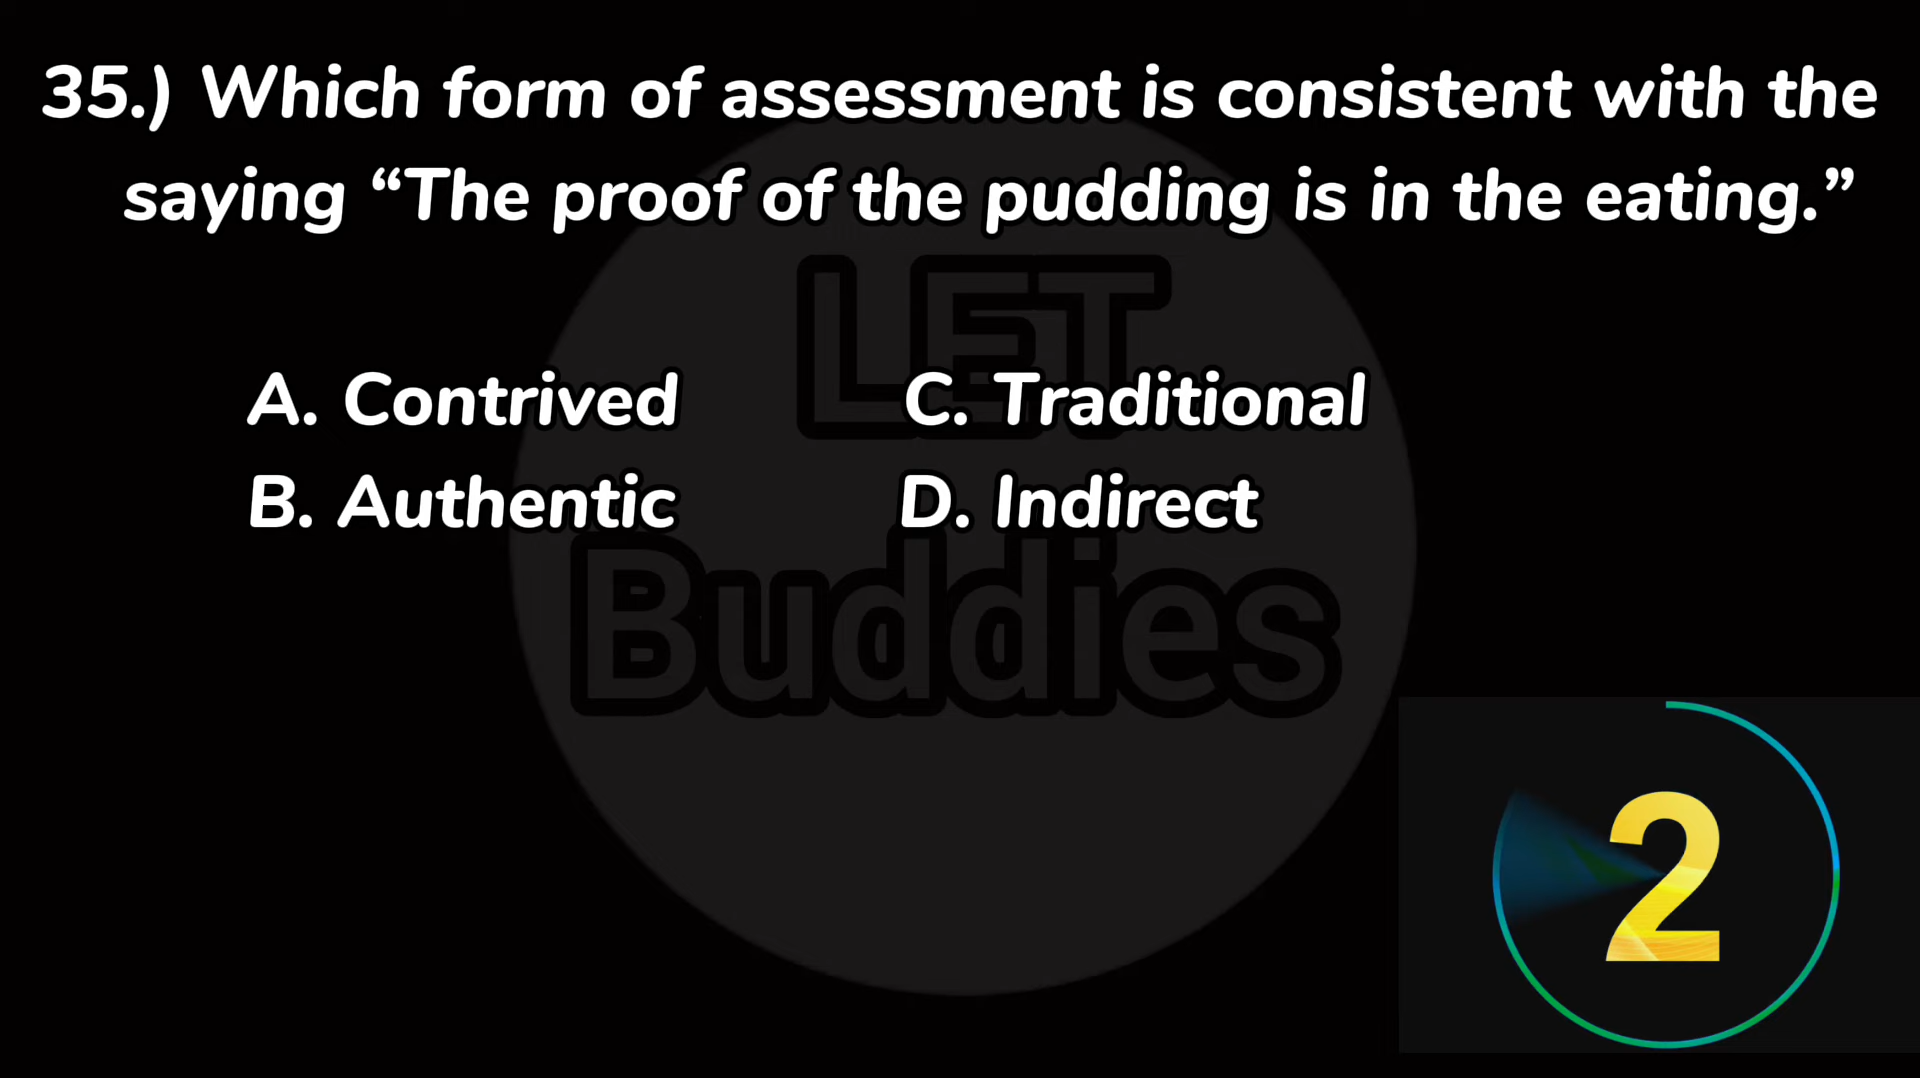 35.) Which form of assessment is consistent with the
saying “The proof of the pudding is in the eating.”
A. Contrived
B. Authentic
C. Traditional
D. Indirect
LET
Buddies
2